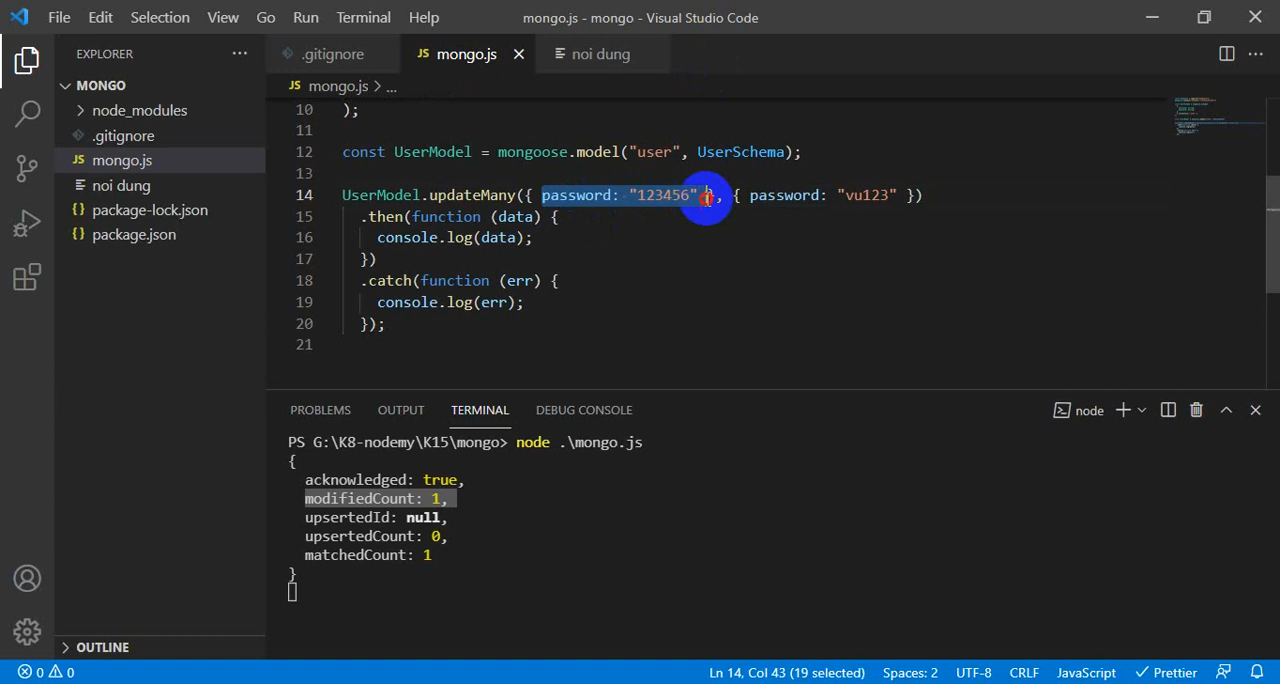 File Edit Selection View Go Run Terminal Help mongo.js - mongo - Visual Studio Code
EXPLORER ... .gitignore JS mongo.js noi dung
MONGO
JS mongo.js > ...
node_modules
.gitignore
JS mongo.js
noi dung
{} package-lock.json
{} package.json
OUTLINE
10 );
11
12 const UserModel = mongoose.model("user", UserSchema);
13
14 UserModel.updateMany({ password: "123456" }, { password: "vu123" })
15 .then(function (data) {
16 console.log(data);
17 })
18 .catch(function (err) {
19 console.log(err);
20 });
21
PROBLEMS OUTPUT TERMINAL DEBUG CONSOLE node
PS G:\K8-nodemy\K15\mongo> node .\mongo.js
{
acknowledged: true,
modifiedCount: 1,
upsertedId: null,
upsertedCount: 0,
matchedCount: 1
}
0 0 Ln 14, Col 43 (19 selected) Spaces: 2 UTF-8 CRLF JavaScript Prettier